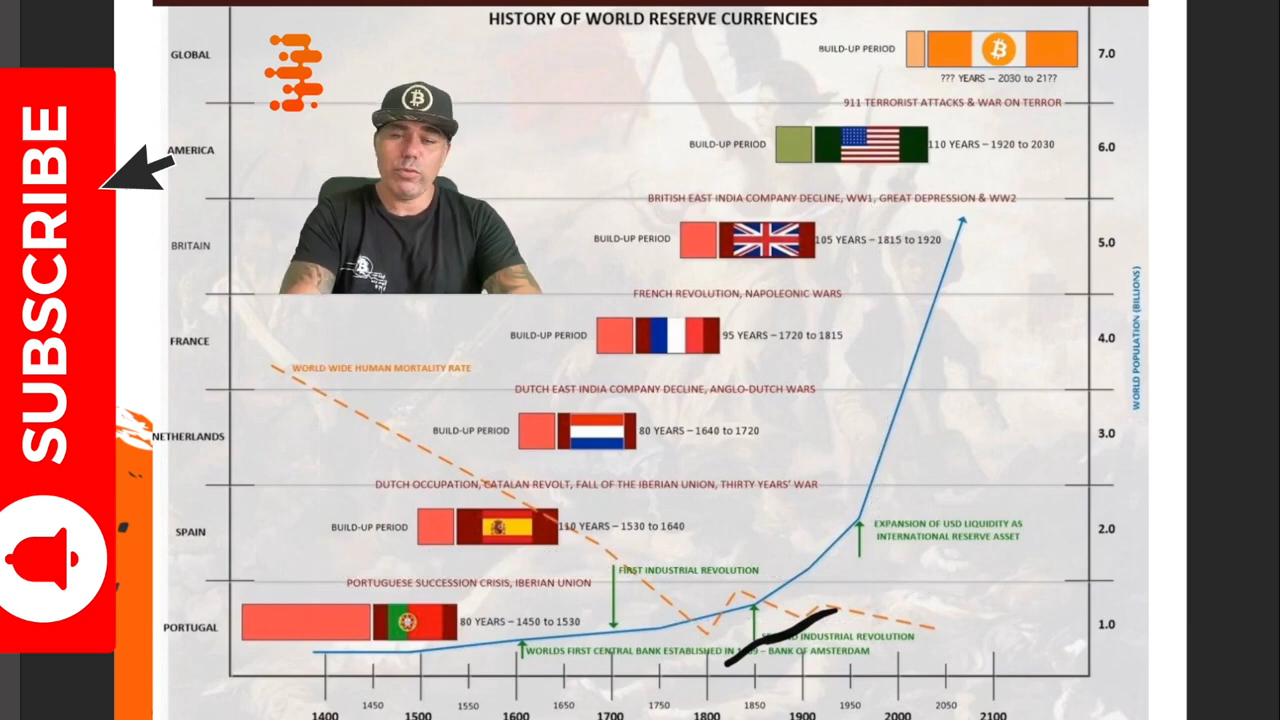 SUBSCRIBE
HISTORY OF WORLD RESERVE CURRENCIES
GLOBAL
BUILD-UP PERIOD
7.0
??? YEARS – 2030 to 21??
911 TERRORIST ATTACKS & WAR ON TERROR
AMERICA
BUILD-UP PERIOD
110 YEARS – 1920 to 2030
6.0
BRITISH EAST INDIA COMPANY DECLINE, WW1, GREAT DEPRESSION & WW2
BRITAIN
BUILD-UP PERIOD
105 YEARS – 1815 to 1920
5.0
FRENCH REVOLUTION, NAPOLEONIC WARS
FRANCE
BUILD-UP PERIOD
95 YEARS – 1720 to 1815
4.0
WORLD POPULATION (BILLIONS)
WORLD WIDE HUMAN MORTALITY RATE
DUTCH EAST INDIA COMPANY DECLINE, ANGLO-DUTCH WARS
NETHERLANDS
BUILD-UP PERIOD
80 YEARS – 1640 to 1720
3.0
DUTCH OCCUPATION, CATALAN REVOLT, FALL OF THE IBERIAN UNION, THIRTY YEARS' WAR
SPAIN
BUILD-UP PERIOD
110 YEARS – 1530 to 1640
2.0
EXPANSION OF USD LIQUIDITY AS
INTERNATIONAL RESERVE ASSET
FIRST INDUSTRIAL REVOLUTION
PORTUGUESE SUCCESSION CRISIS, IBERIAN UNION
PORTUGAL
80 YEARS – 1450 to 1530
1.0
INDUSTRIAL REVOLUTION
WORLDS FIRST CENTRAL BANK ESTABLISHED IN – BANK OF AMSTERDAM
1400 1450 1500 1550 1600 1650 1700 1750 1800 1850 1900 1950 2000 2050 2100